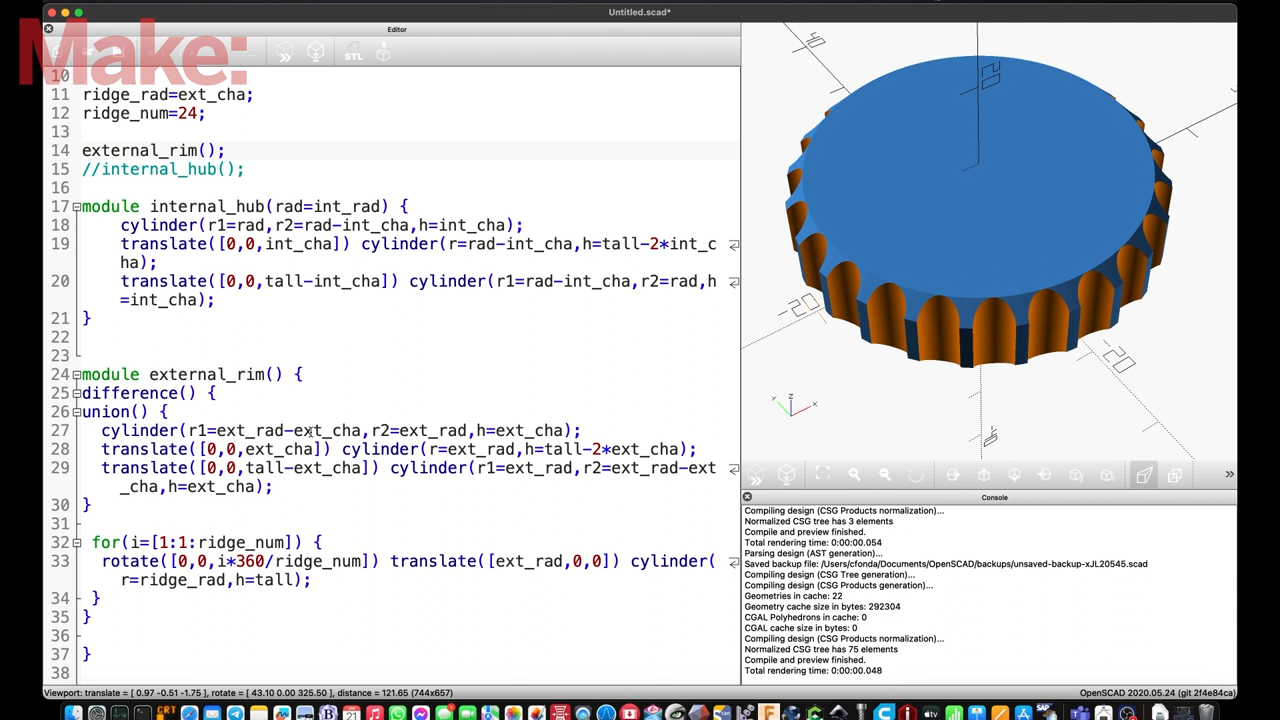 Untitled.scad*
Make:
Editor
STL
10
11 ridge_rad=ext_cha;
12 ridge_num=24;
13
14 external_rim();
15 //internal_hub();
16
17 module internal_hub(rad=int_rad) {
18 cylinder(r1=rad,r2=rad-int_cha,h=int_cha);
19 translate([0,0,int_cha]) cylinder(r=rad-int_cha,h=tall-2*int_c
ha);
20 translate([0,0,tall-int_cha]) cylinder(r1=rad-int_cha,r2=rad,h
=int_cha);
21 }
22
23
24 module external_rim() {
25 difference() {
26 union() {
27 cylinder(r1=ext_rad-ext_cha,r2=ext_rad,h=ext_cha);
28 translate([0,0,ext_cha]) cylinder(r=ext_rad,h=tall-2*ext_cha);
29 translate([0,0,tall-ext_cha]) cylinder(r1=ext_rad,r2=ext_rad-ext
_cha,h=ext_cha);
30 }
31
32 for(i=[1:1:ridge_num]) {
33 rotate([0,0,i*360/ridge_num]) translate([ext_rad,0,0]) cylinder(
r=ridge_rad,h=tall);
34 }
35 }
36
37 }
38
Viewport: translate = [ 0.97 -0.51 -1.75 ], rotate = [ 43.10 0.00 325.50 ], distance = 121.65 (744x657)
40
20
-20
-20
Z
Y
X
Console
Compiling design (CSG Products normalization)...
Normalized CSG tree has 3 elements
Compile and preview finished.
Total rendering time: 0:00:00.054
Parsing design (AST generation)...
Saved backup file: /Users/cfonda/Documents/OpenSCAD/backups/unsaved-backup-xJL20545.scad
Compiling design (CSG Tree generation)...
Compiling design (CSG Products generation)...
Geometries in cache: 22
Geometry cache size in bytes: 292304
CGAL Polyhedrons in cache: 0
CGAL cache size in bytes: 0
Compiling design (CSG Products normalization)...
Normalized CSG tree has 75 elements
Compile and preview finished.
Total rendering time: 0:00:00.048
OpenSCAD 2020.05.24 (git 2f4e84ca)